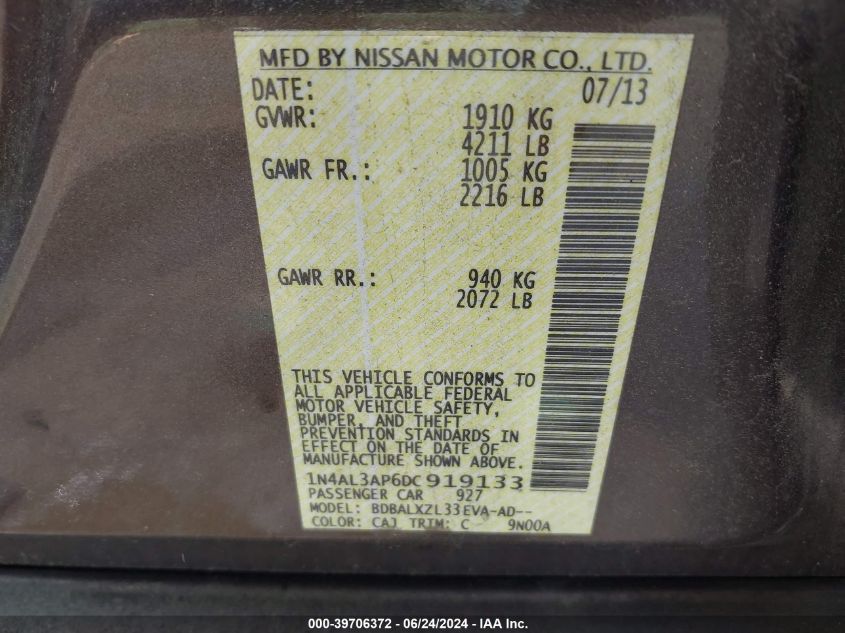 MFD BY NISSAN MOTOR CO., LTD.
DATE: 07/13
GVWR: 1910 KG
4211 LB
GAWR FR.: 1005 KG
2216 LB
GAWR RR.: 940 KG
2072 LB
THIS VEHICLE CONFORMS TO
ALL APPLICABLE FEDERAL
MOTOR VEHICLE SAFETY,
BUMPER, AND THEFT
PREVENTION STANDARDS IN
EFFECT ON THE DATE OF
MANUFACTURE SHOWN ABOVE.
1N4AL3AP6DC919133
PASSENGER CAR 927
MODEL: BDBALXZL33EVA-AD--
COLOR: CAJ TRIM: C 9N00A
000-39706372 - 06/24/2024 - IAA Inc.